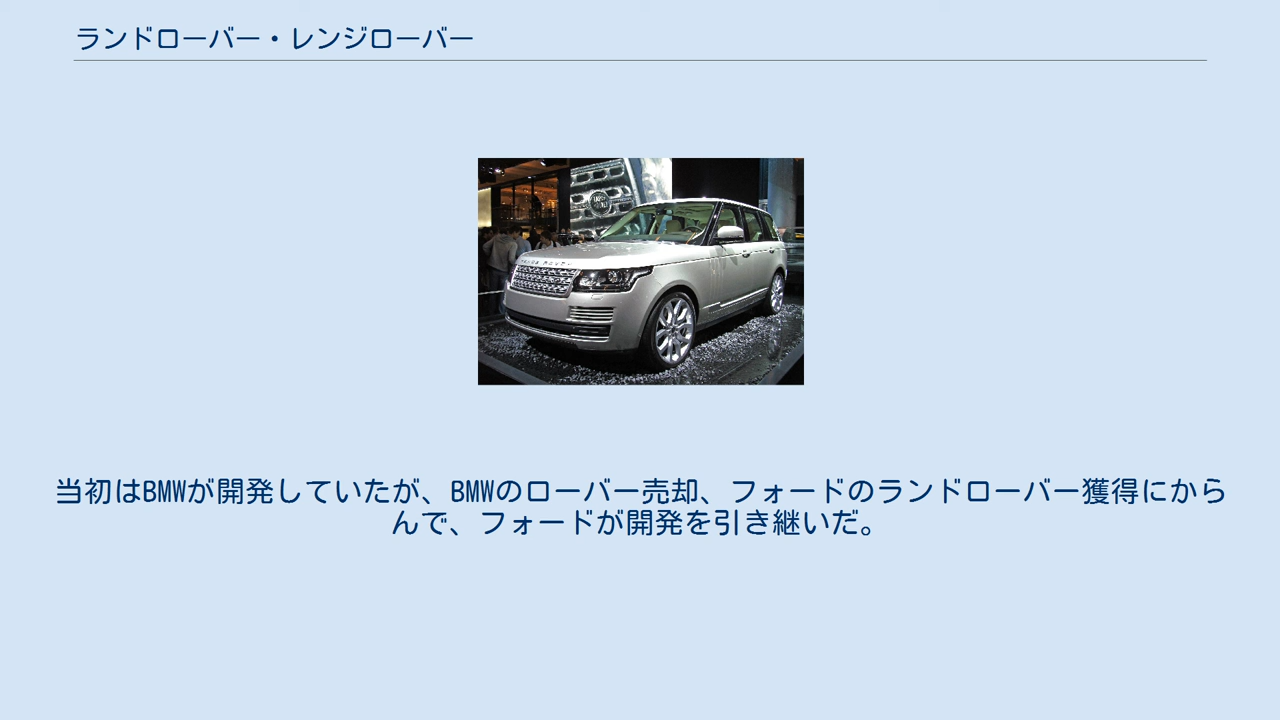 ランドローバー・レンジローバー
当初はBMWが開発していたが、BMWのローバー売却、フォードのランドローバー獲得にから
んで、フォードが開発を引き継いだ。